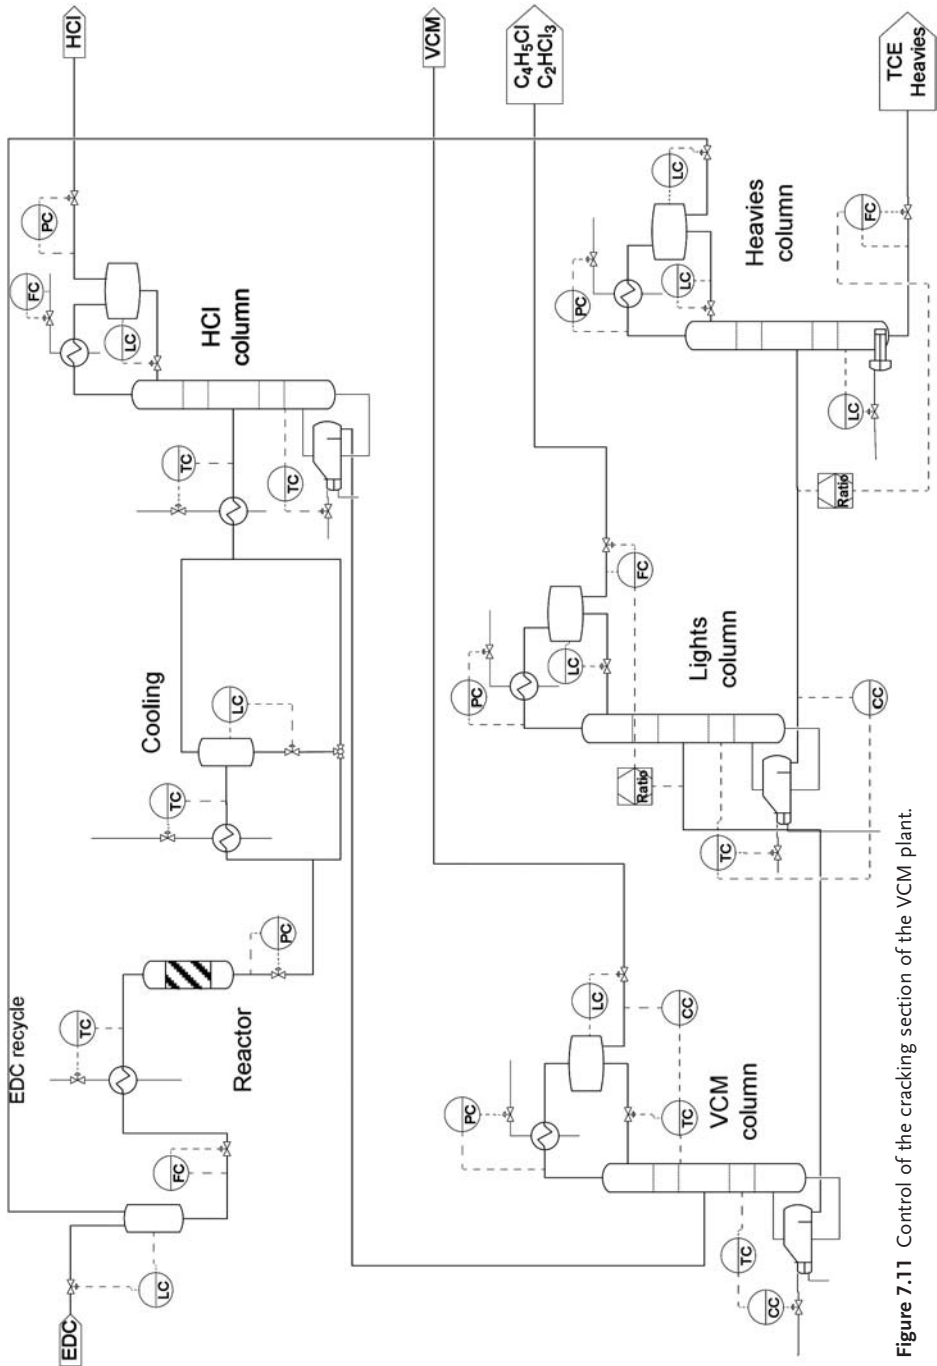 EDC recycle
EDC
LC
FC
TC
Reactor
PC
TC
Cooling
LC
TC
TC
HCl
column
LC
FC
PC
HCl
VCM
PC
LC
TC
CC
VCM
column
TC
CC
PC
LC
Lights
column
FC
Ratio
TC
CC
C4H5Cl
C2HCl3
PC
LC
LC
Heavies
column
LC
Ratio
FC
TCE
Heavies
Figure 7.11 Control of the cracking section of the VCM plant.